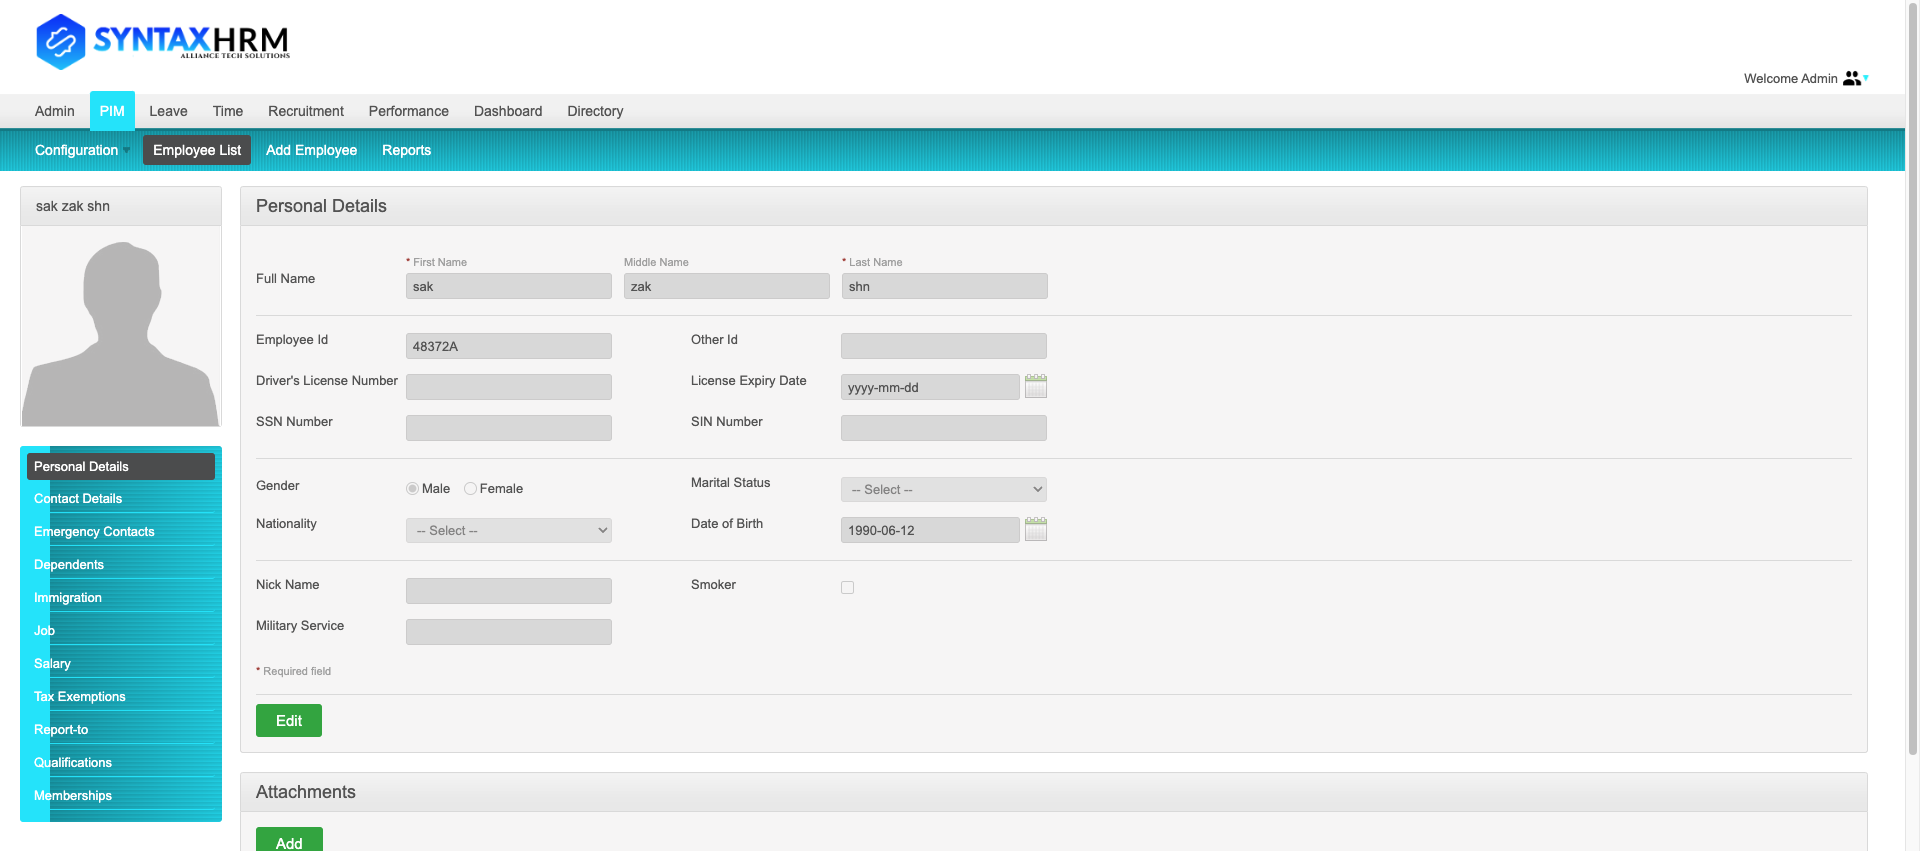 SYNTAXHRM
ALLIANCE TECH SOLUTIONS
Welcome Admin
Admin PIM Leave Time Recruitment Performance Dashboard Directory
Configuration Employee List Add Employee Reports
sak zak shn
Personal Details
Contact Details
Emergency Contacts
Dependents
Immigration
Job
Salary
Tax Exemptions
Report-to
Qualifications
Memberships
Personal Details
* First Name Middle Name * Last Name
Full Name sak zak shn
Employee Id 48372A Other Id
Driver's License Number License Expiry Date yyyy-mm-dd
SSN Number SIN Number
Gender Male Female Marital Status -- Select --
Nationality -- Select -- Date of Birth 1990-06-12
Nick Name Smoker
Military Service
* Required field
Edit
Attachments
Add